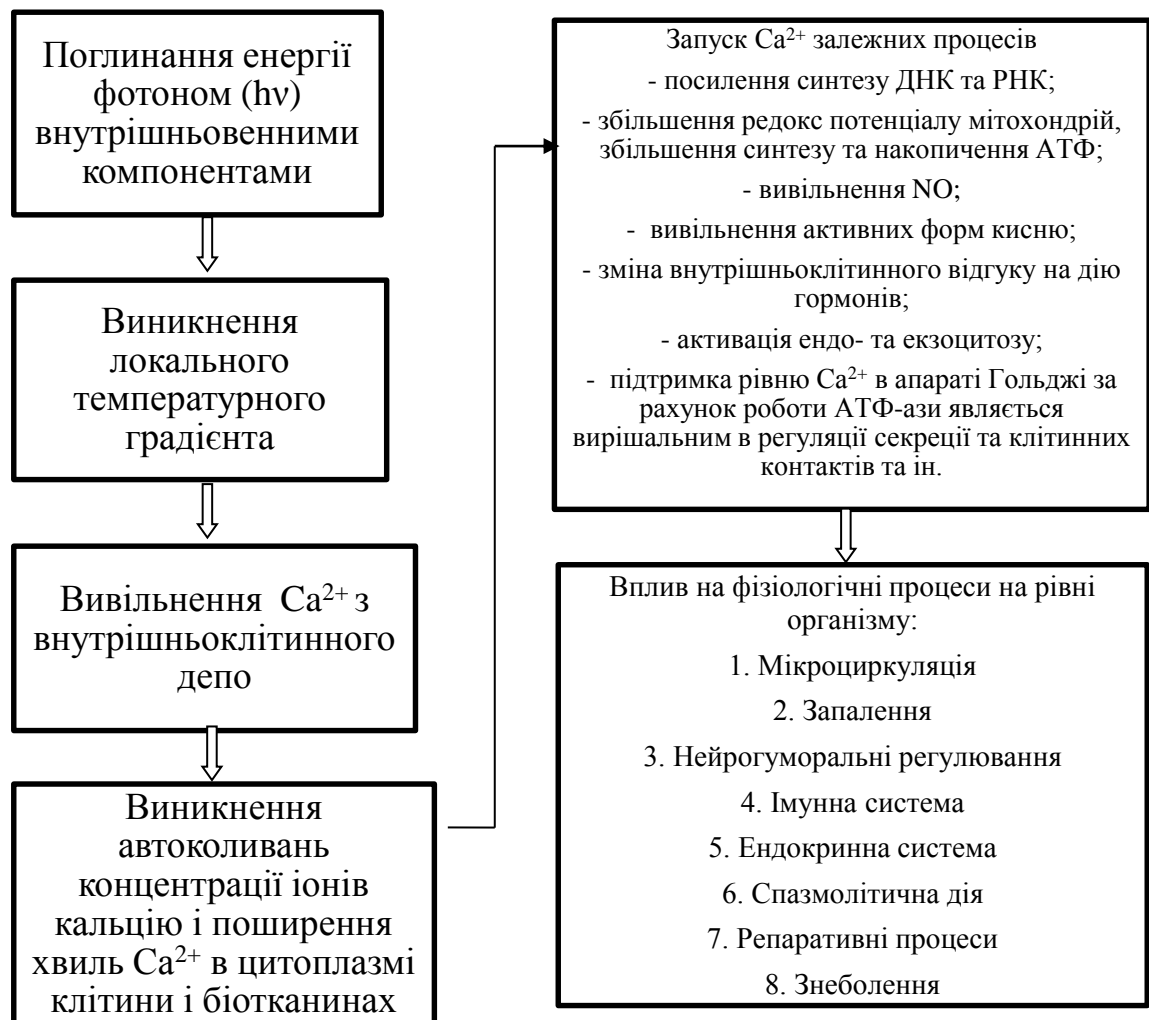 Поглинання енергії
фотоном (hν)
внутрішньовенними
компонентами
Виникнення
локального
температурного
градієнта
Вивільнення Ca²⁺ з
внутрішньоклітинного
депо
Виникнення
автоколивань
концентрації іонів
кальцію і поширення
хвиль Ca²⁺ в цитоплазмі
клітини і біотканинах
Запуск Ca²⁺ залежних процесів
- посилення синтезу ДНК та РНК;
- збільшення редокс потенціалу мітохондрій,
збільшення синтезу та накопичення АТФ;
- вивільнення NO;
- вивільнення активних форм кисню;
- зміна внутрішньоклітинного відгуку на дію
гормонів;
- активація ендо- та екзоцитозу;
- підтримка рівню Ca²⁺ в апараті Гольджі за
рахунок роботи АТФ-ази являється
вирішальним в регуляції секреції та клітинних
контактів та ін.
Вплив на фізіологічні процеси на рівні
організму:
1. Мікроциркуляція
2. Запалення
3. Нейрогуморальні регулювання
4. Імунна система
5. Ендокринна система
6. Спазмолітична дія
7. Репаративні процеси
8. Знеболення